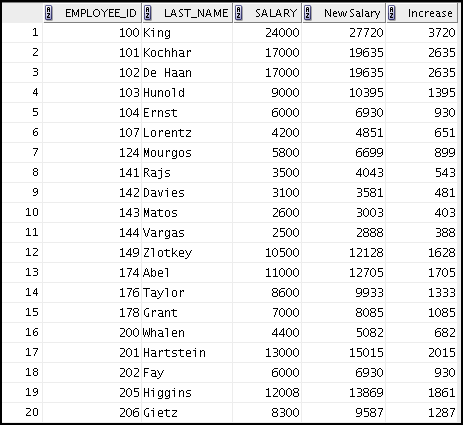 EMPLOYEE_ID LAST_NAME SALARY New Salary Increase
1 100 King 24000 27720 3720
2 101 Kochhar 17000 19635 2635
3 102 De Haan 17000 19635 2635
4 103 Hunold 9000 10395 1395
5 104 Ernst 6000 6930 930
6 107 Lorentz 4200 4851 651
7 124 Mourgos 5800 6699 899
8 141 Rajs 3500 4043 543
9 142 Davies 3100 3581 481
10 143 Matos 2600 3003 403
11 144 Vargas 2500 2888 388
12 149 Zlotkey 10500 12128 1628
13 174 Abel 11000 12705 1705
14 176 Taylor 8600 9933 1333
15 178 Grant 7000 8085 1085
16 200 Whalen 4400 5082 682
17 201 Hartstein 13000 15015 2015
18 202 Fay 6000 6930 930
19 205 Higgins 12008 13869 1861
20 206 Gietz 8300 9587 1287